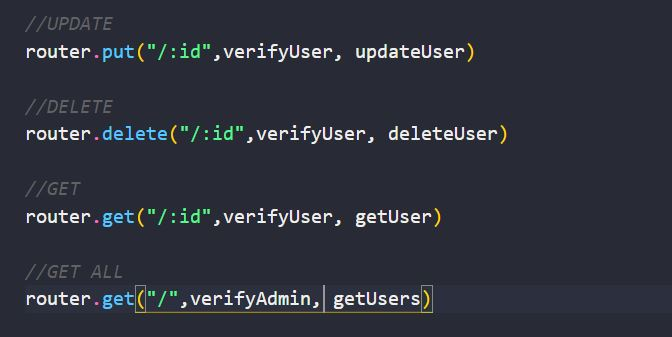 //UPDATE
router.put("/:id",verifyUser, updateUser)
//DELETE
router.delete("/:id",verifyUser, deleteUser)
//GET
router.get("/:id",verifyUser, getUser)
//GET ALL
router.get("/",verifyAdmin, getUsers)